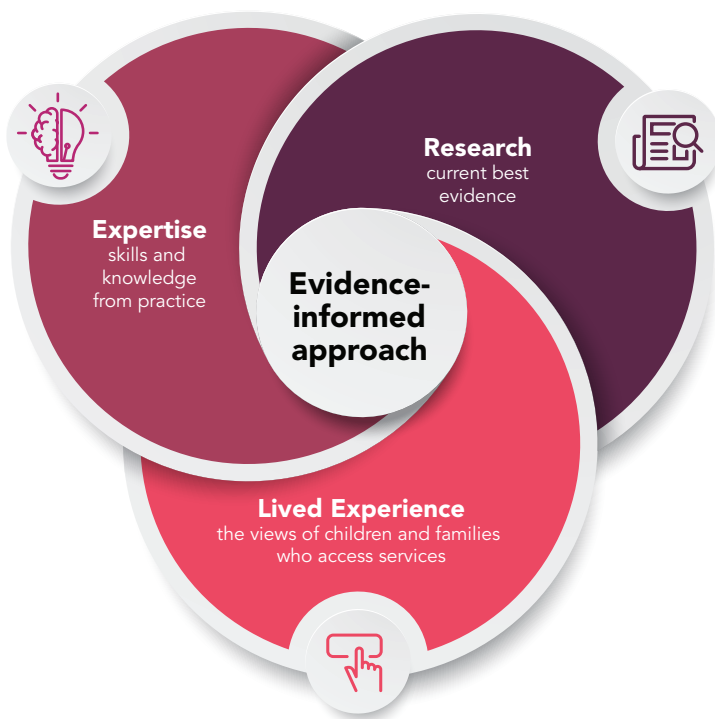 Research
current best
evidence
Expertise
skills and
knowledge
from practice
Evidence-
informed
approach
Lived Experience
the views of children and families
who access services